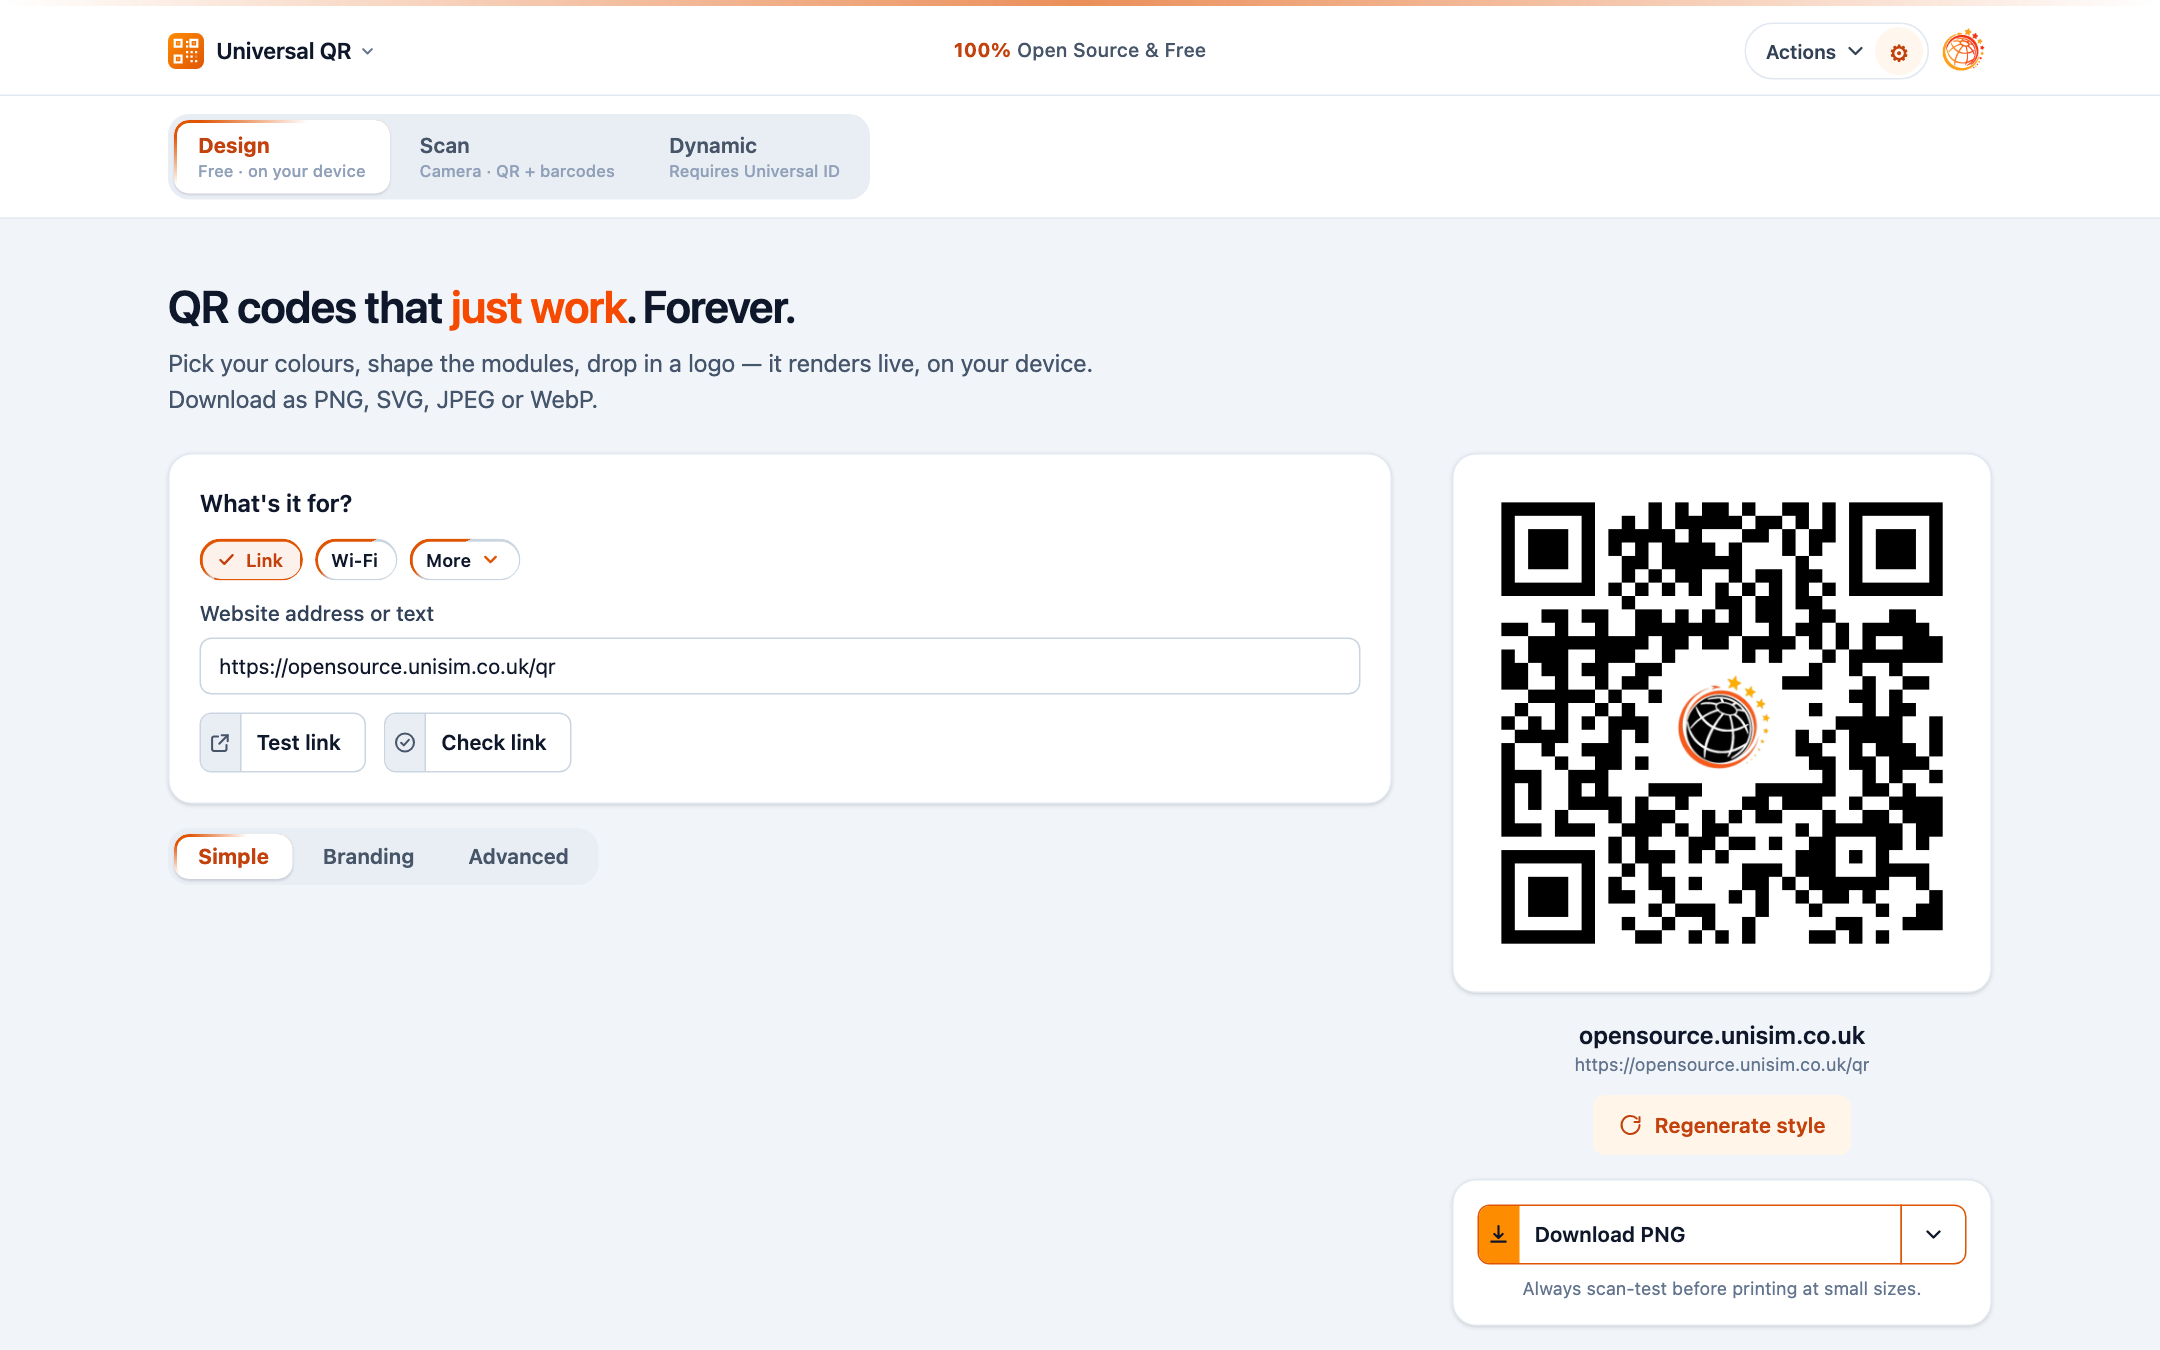 Universal QR
100% Open Source & Free
Actions
Design
Free · on your device
Scan
Camera · QR + barcodes
Dynamic
Requires Universal ID
QR codes that just work. Forever.
Pick your colours, shape the modules, drop in a logo — it renders live, on your device.
Download as PNG, SVG, JPEG or WebP.
What's it for?
Link
Wi-Fi
More
Website address or text
https://opensource.unisim.co.uk/qr
Test link
Check link
Simple
Branding
Advanced
opensource.unisim.co.uk
https://opensource.unisim.co.uk/qr
Regenerate style
Download PNG
Always scan-test before printing at small sizes.